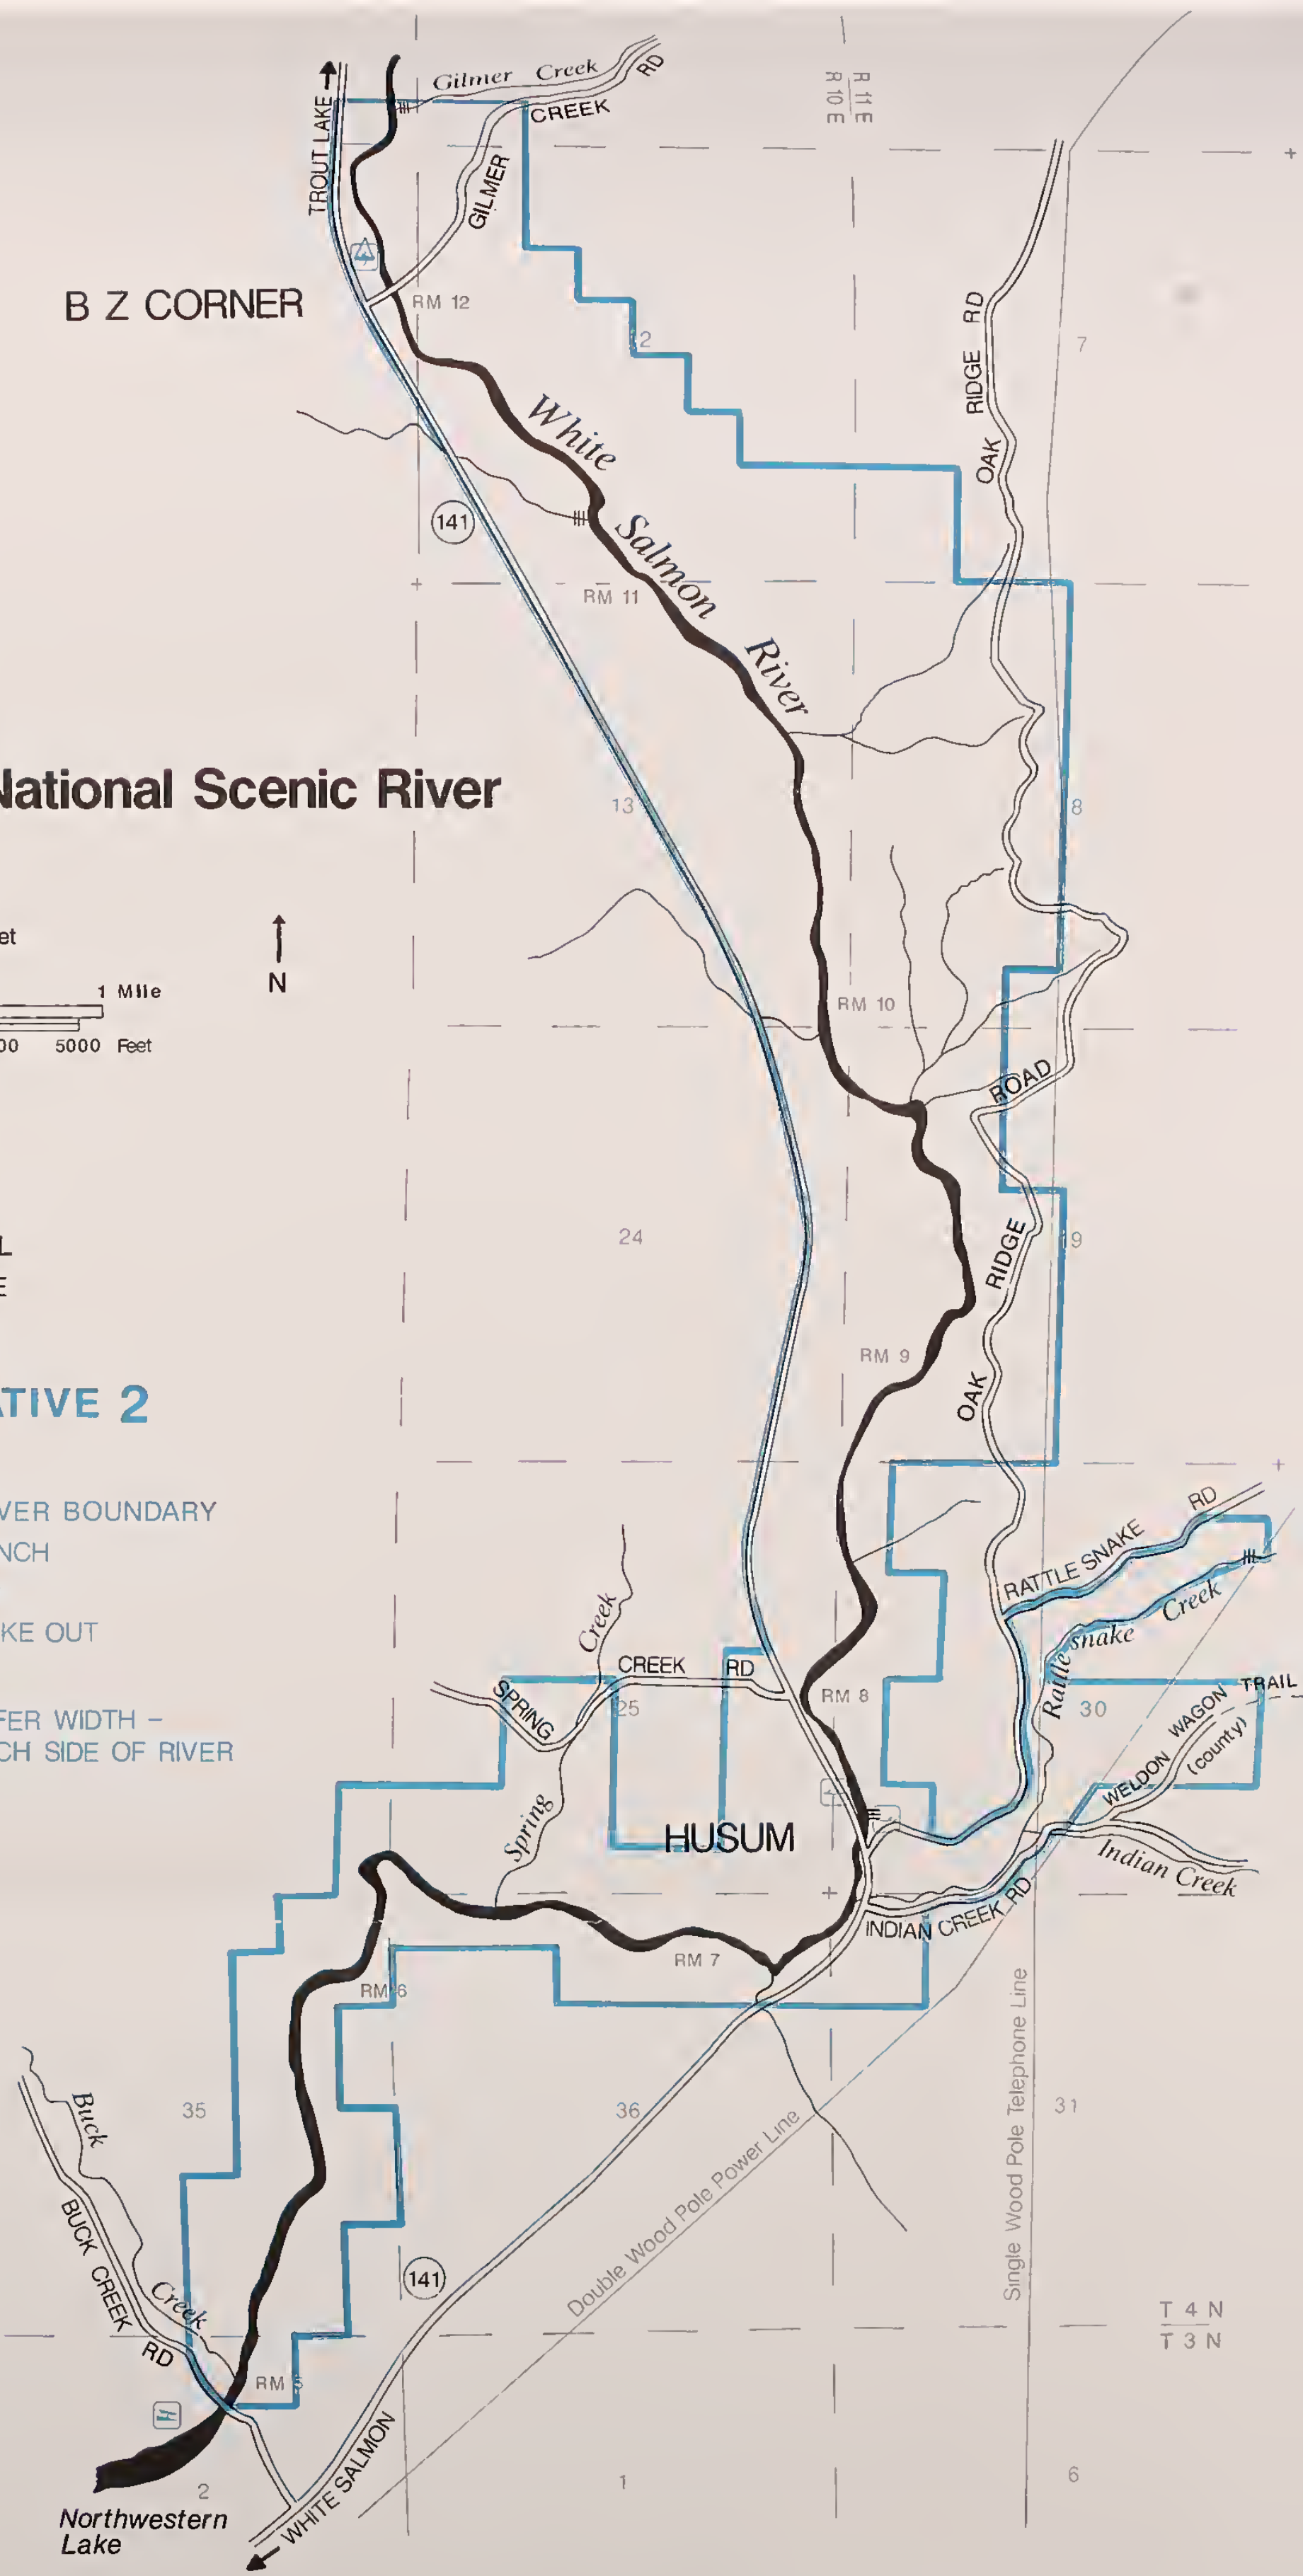 Gilmer Creek
RD
CREEK
GILMER
TROUT LAKE
R 10 E
R 11 E
B Z CORNER
RM 12
2
7
OAK RIDGE RD
White Salmon River
141
RM 11
National Scenic River
13
8
et
N
1 Mile
00 5000 Feet
RM 10
ROAD
24
RIDGE
9
L
E
RM 9
OAK
ATIVE 2
VER BOUNDARY
NCH
RATTLE SNAKE RD
Rattle snake Creek
KE OUT
Creek
SPRING CREEK RD
25
RM 8
30
FER WIDTH –
CH SIDE OF RIVER
WELDON WAGON TRAIL
(county)
Spring
HUSUM
Indian Creek
INDIAN CREEK RD
RM 7
RM 6
Buck Creek
35
36
31
BUCK CREEK RD
Double Wood Pole Power Line
Single Wood Pole Telephone Line
141
T 4 N
T 3 N
RM 5
WHITE SALMON
2
1
6
Northwestern
Lake